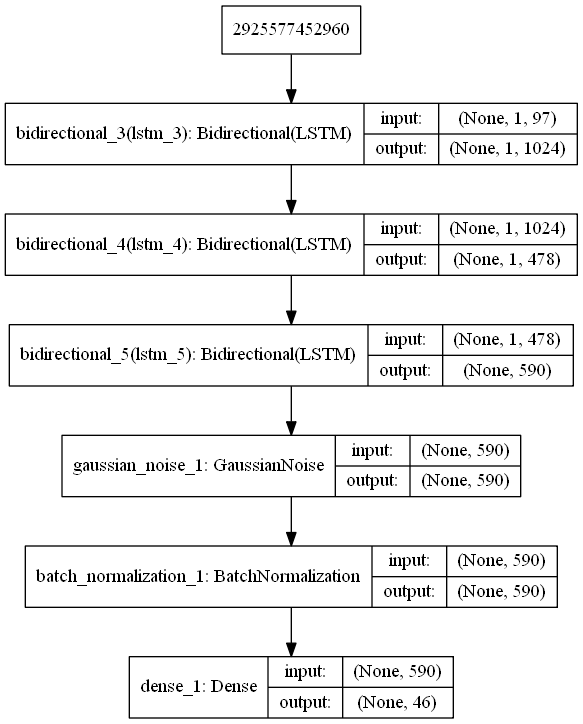 2925577452960
bidirectional_3(lstm_3): Bidirectional(LSTM)
input: (None, 1, 97)
output: (None, 1, 1024)
bidirectional_4(lstm_4): Bidirectional(LSTM)
input: (None, 1, 1024)
output: (None, 1, 478)
bidirectional_5(lstm_5): Bidirectional(LSTM)
input: (None, 1, 478)
output: (None, 590)
gaussian_noise_1: GaussianNoise
input: (None, 590)
output: (None, 590)
batch_normalization_1: BatchNormalization
input: (None, 590)
output: (None, 590)
dense_1: Dense
input: (None, 590)
output: (None, 46)